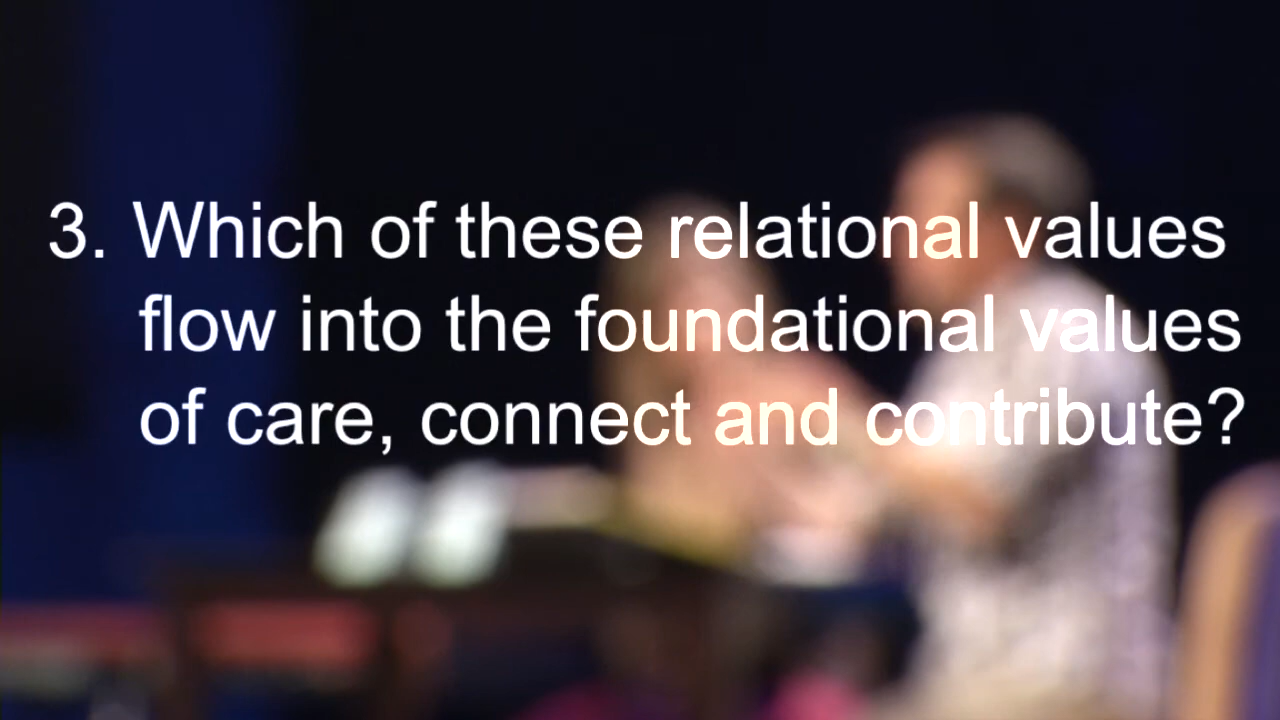 3. Which of these relational values
flow into the foundational values
of care, connect and contribute?